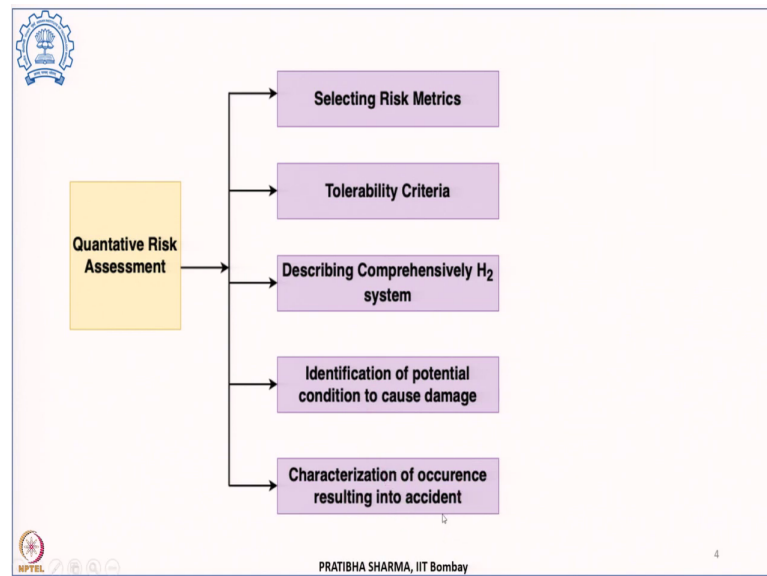 Selecting Risk Metrics
Tolerability Criteria
Quantative Risk
Assessment
Describing Comprehensively H₂
system
Identification of potential
condition to cause damage
Characterization of occurence
resulting into accident
NPTEL
PRATIBHA SHARMA, IIT Bombay
4